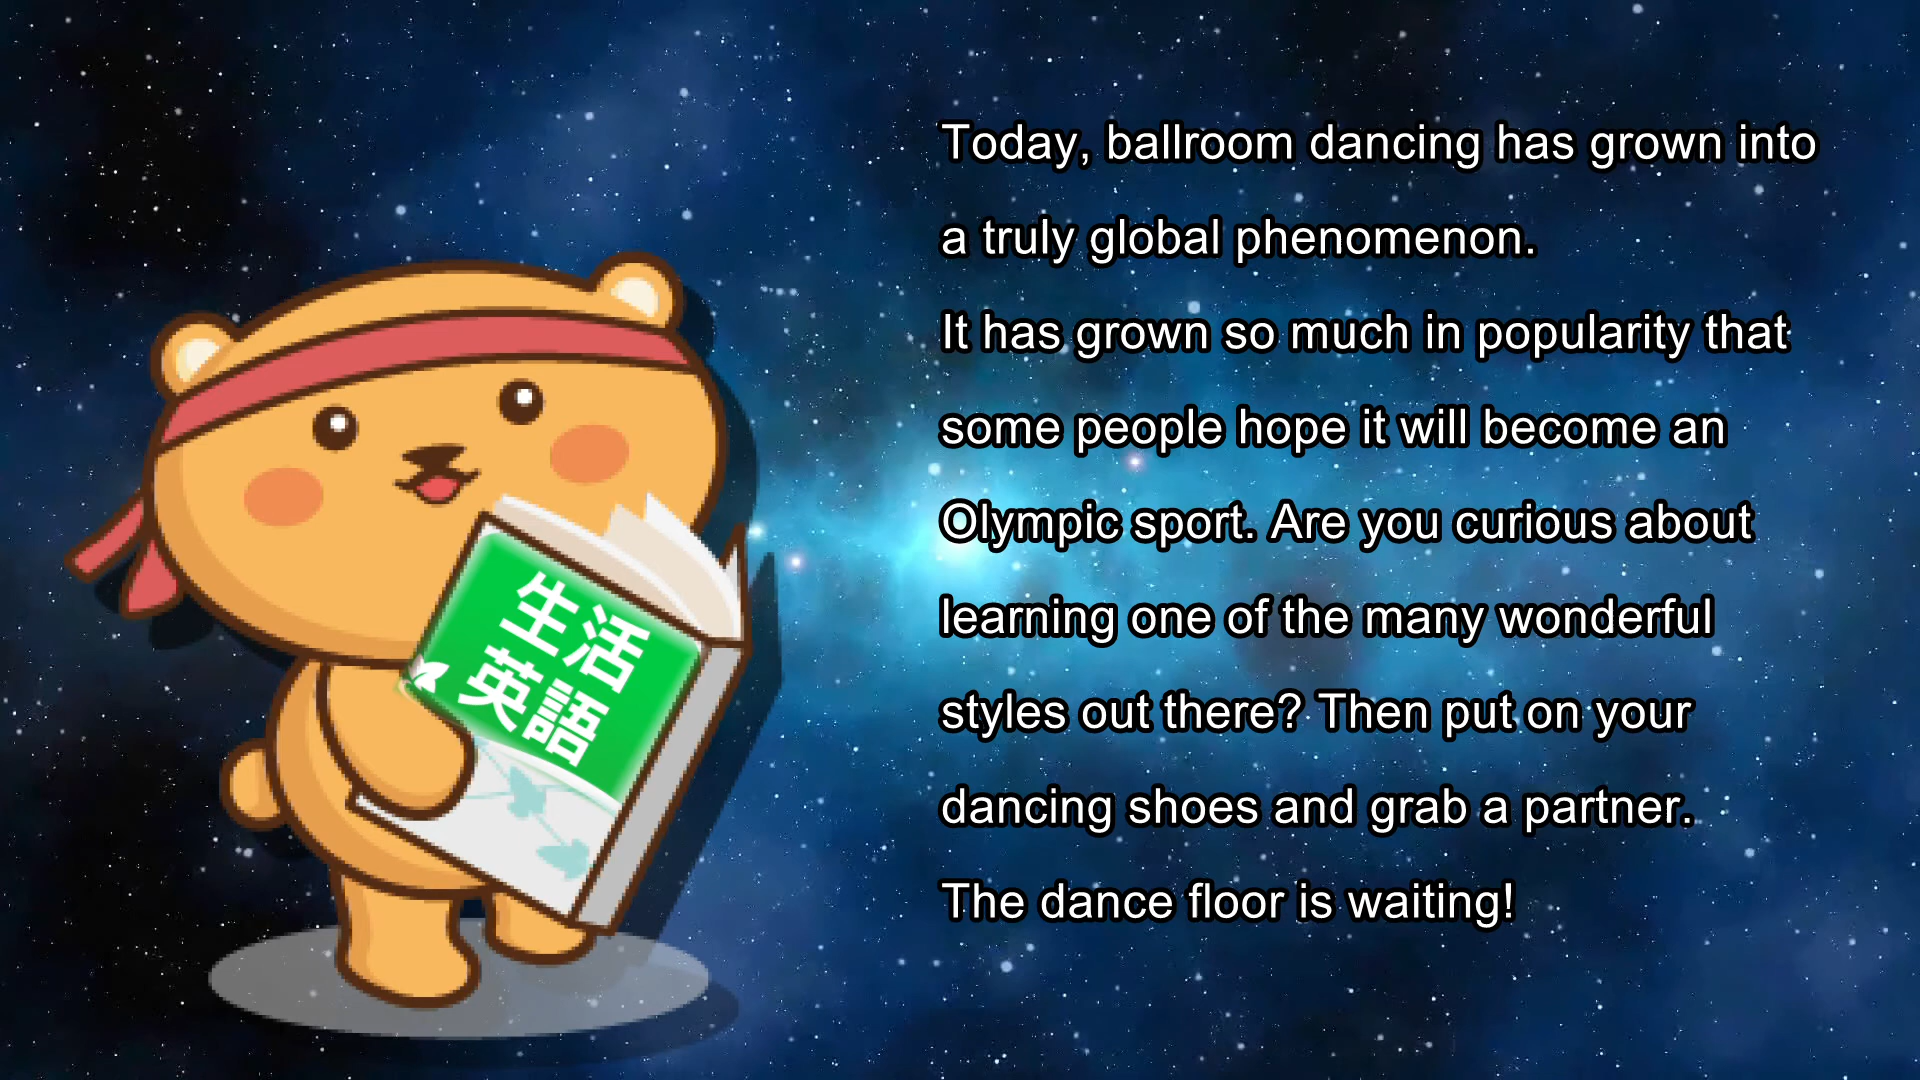 Today, ballroom dancing has grown into
a truly global phenomenon.
It has grown so much in popularity that
some people hope it will become an
Olympic sport. Are you curious about
learning one of the many wonderful
styles out there? Then put on your
dancing shoes and grab a partner.
The dance floor is waiting!
生活
英語